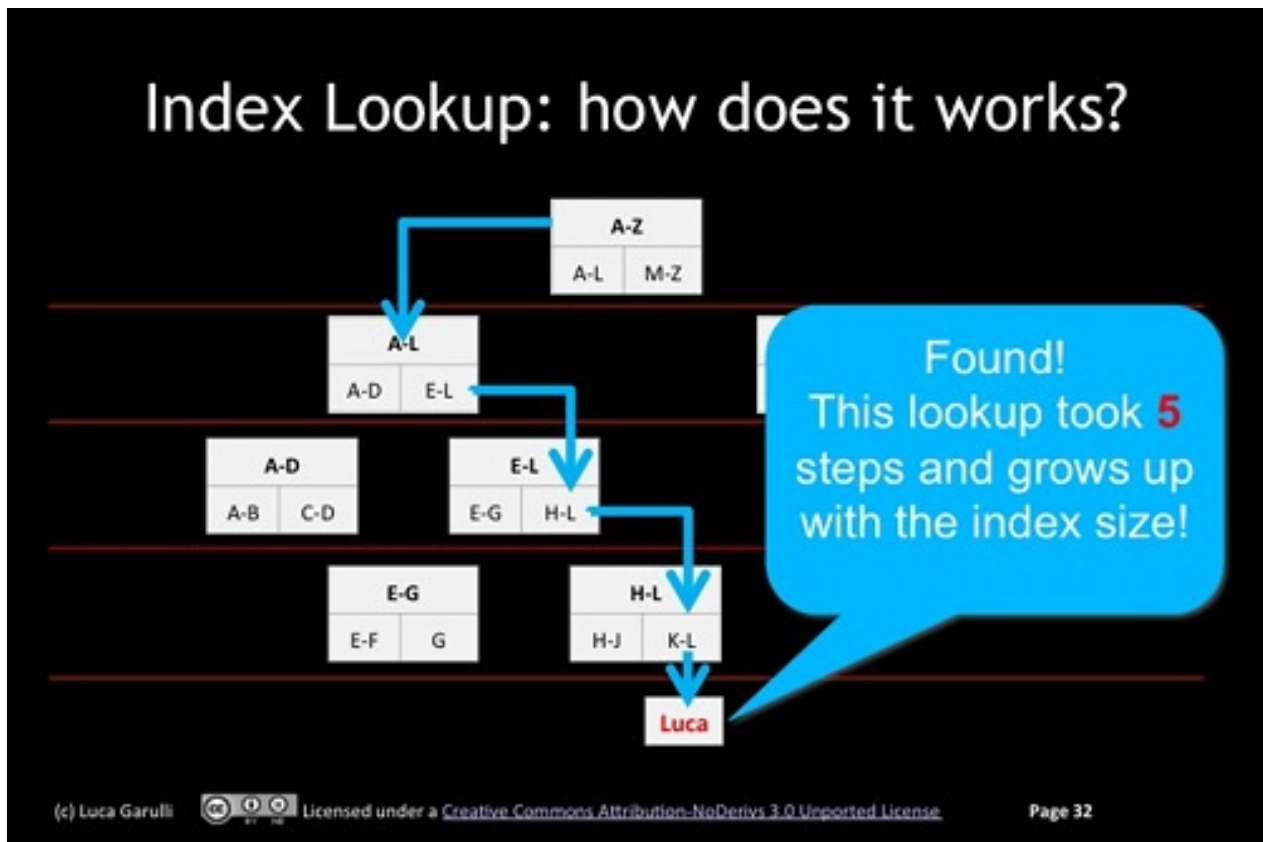 Index Lookup: how does it works?
A-Z
A-L M-Z
A-L
A-D E-L
Found!
This lookup took 5
steps and grows up
with the index size!
A-D E-L
A-B C-D E-G H-L
E-G H-L
E-F G H-J K-L
Luca
(c) Luca Garulli Licensed under a Creative Commons Attribution-NoDerivs 3.0 Unported License Page 32